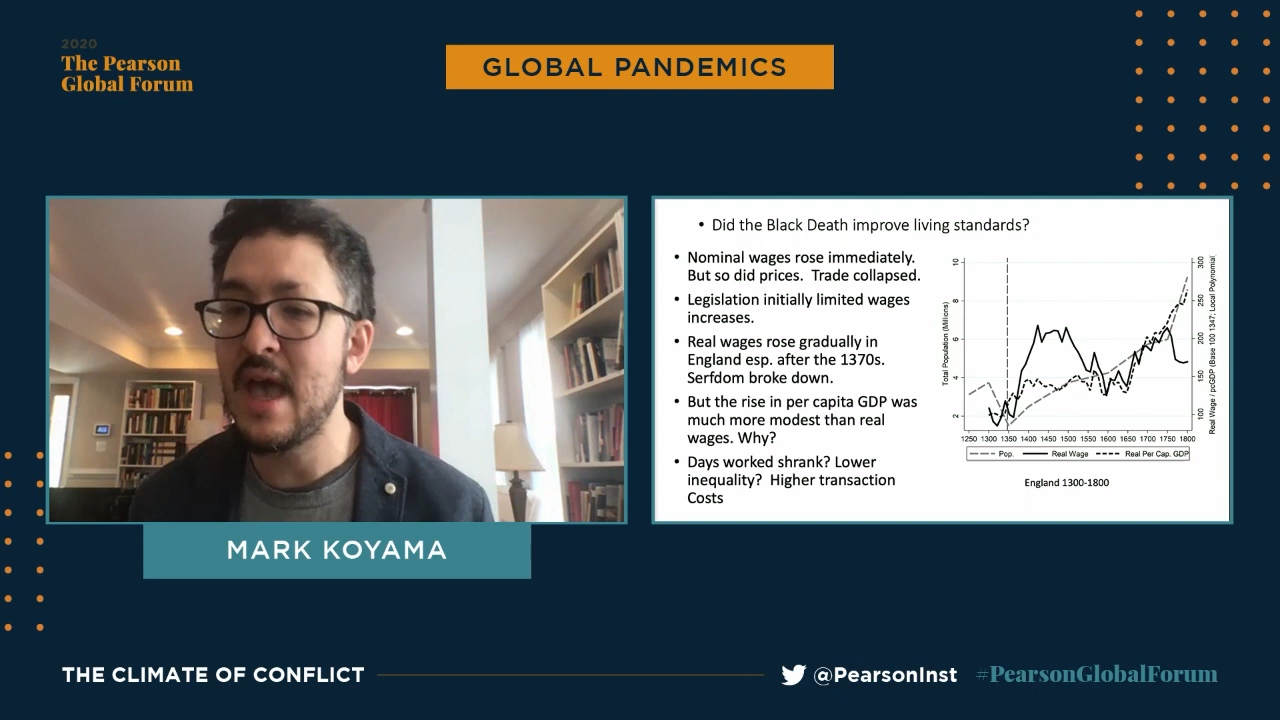 2020
The Pearson
Global Forum
GLOBAL PANDEMICS
• Did the Black Death improve living standards?
• Nominal wages rose immediately.
But so did prices. Trade collapsed.
• Legislation initially limited wages
increases.
• Real wages rose gradually in
England esp. after the 1370s.
Serfdom broke down.
• But the rise in per capita GDP was
much more modest than real
wages. Why?
• Days worked shrank? Lower
inequality? Higher transaction
Costs
Total Population (Millions)
10
8
6
4
2
300
250
200
150
100
Real Wage / pcGDP (Base 100 1347; Local Polynomial
1250 1300 1350 1400 1450 1500 1550 1600 1650 1700 1750 1800
Pop. Real Wage Real Per Cap. GDP
England 1300-1800
MARK KOYAMA
THE CLIMATE OF CONFLICT
@PearsonInst #PearsonGlobalForum